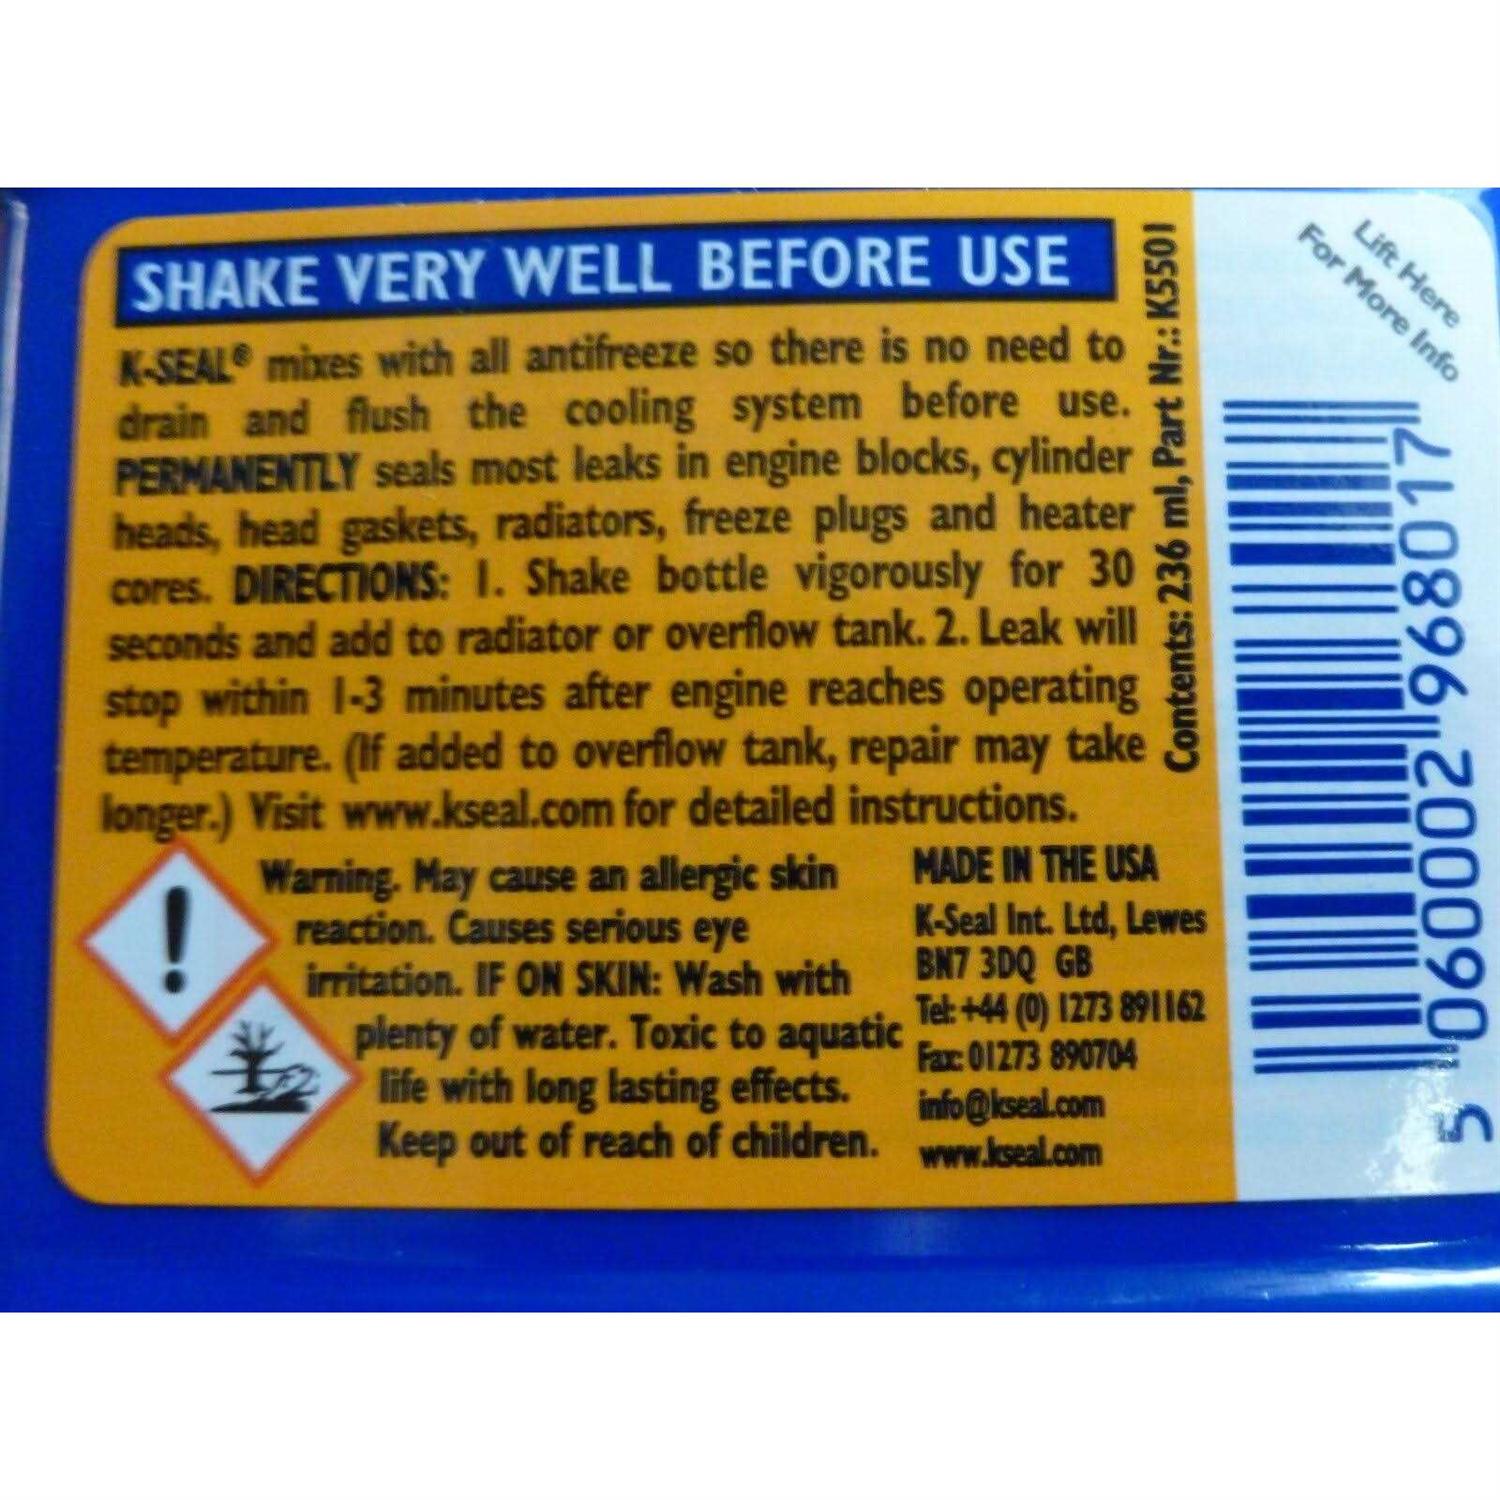 SHAKE VERY WELL BEFORE USE
K-SEAL® mixes with all antifreeze so there is no need to
drain and flush the cooling system before use.
PERMANENTLY seals most leaks in engine blocks, cylinder
heads, head gaskets, radiators, freeze plugs and heater
cores. DIRECTIONS: 1. Shake bottle vigorously for 30
seconds and add to radiator or overflow tank. 2. Leak will
stop within 1-3 minutes after engine reaches operating
temperature. (If added to overflow tank, repair may take
longer.) Visit www.kseal.com for detailed instructions.
Warning. May cause an allergic skin
reaction. Causes serious eye
irritation. IF ON SKIN: Wash with
plenty of water. Toxic to aquatic
life with long lasting effects.
Keep out of reach of children.
MADE IN THE USA
K-Seal Int. Ltd, Lewes
BN7 3DQ GB
Tel: +44 (0) 1273 891162
Fax: 01273 890704
info@kseal.com
www.kseal.com
Contents: 236 ml, Part Nr.: K5501
Lift Here
For More Info
5 060002 968017